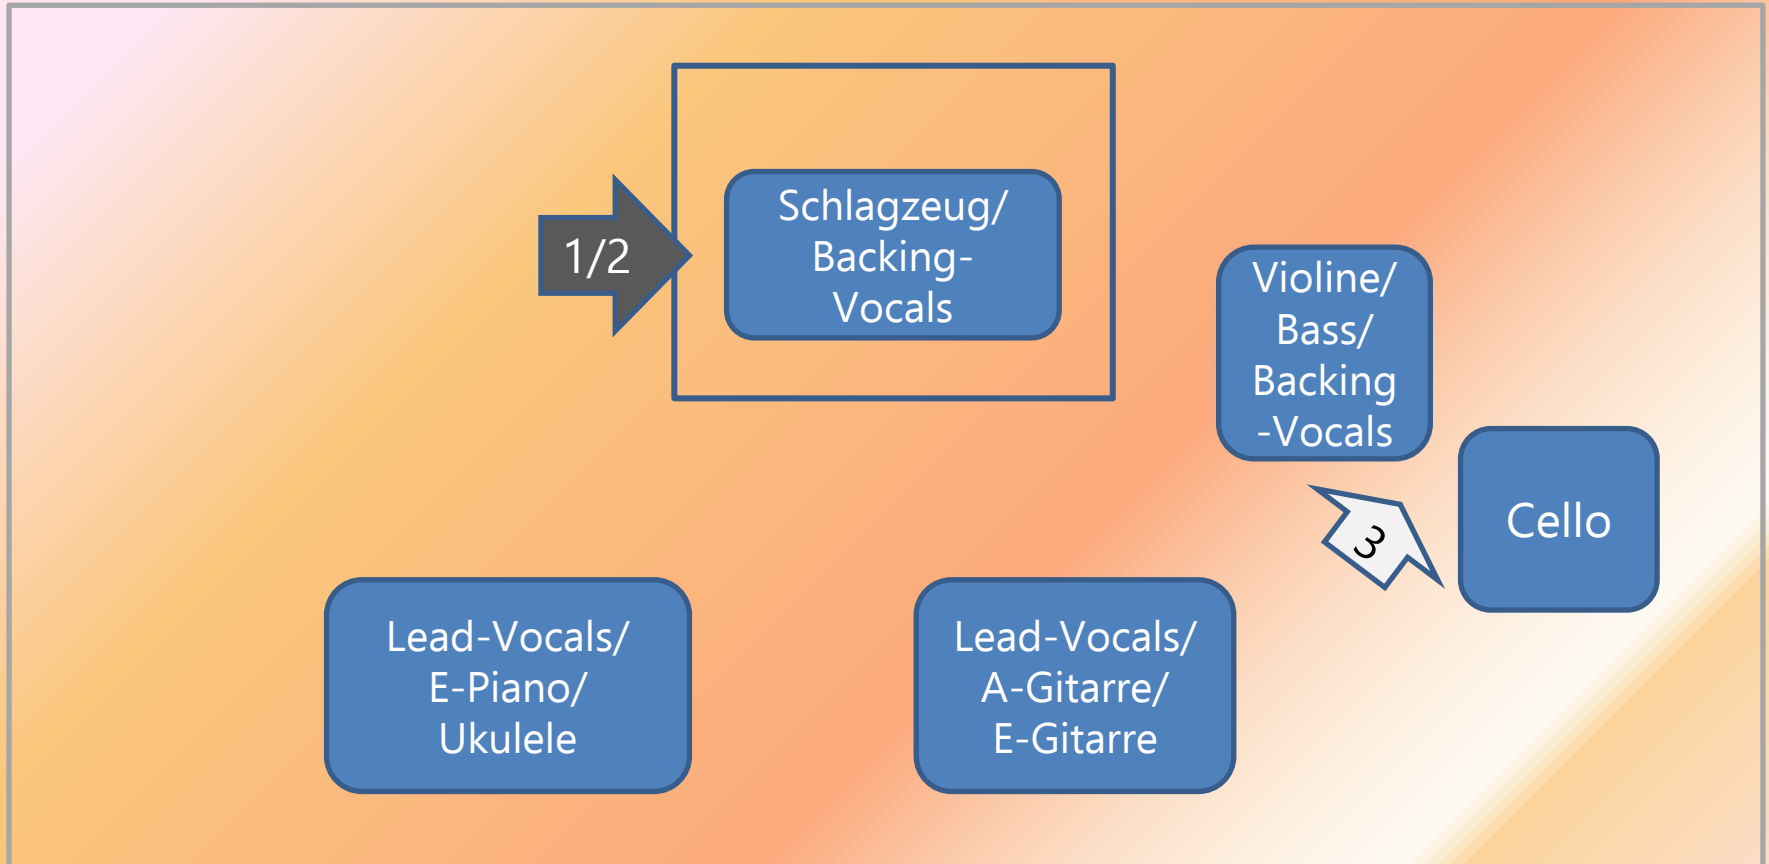 1/2
Schlagzeug/
Backing-
Vocals
Violine/
Bass/
Backing
-Vocals
3
Cello
Lead-Vocals/
E-Piano/
Ukulele
Lead-Vocals/
A-Gitarre/
E-Gitarre